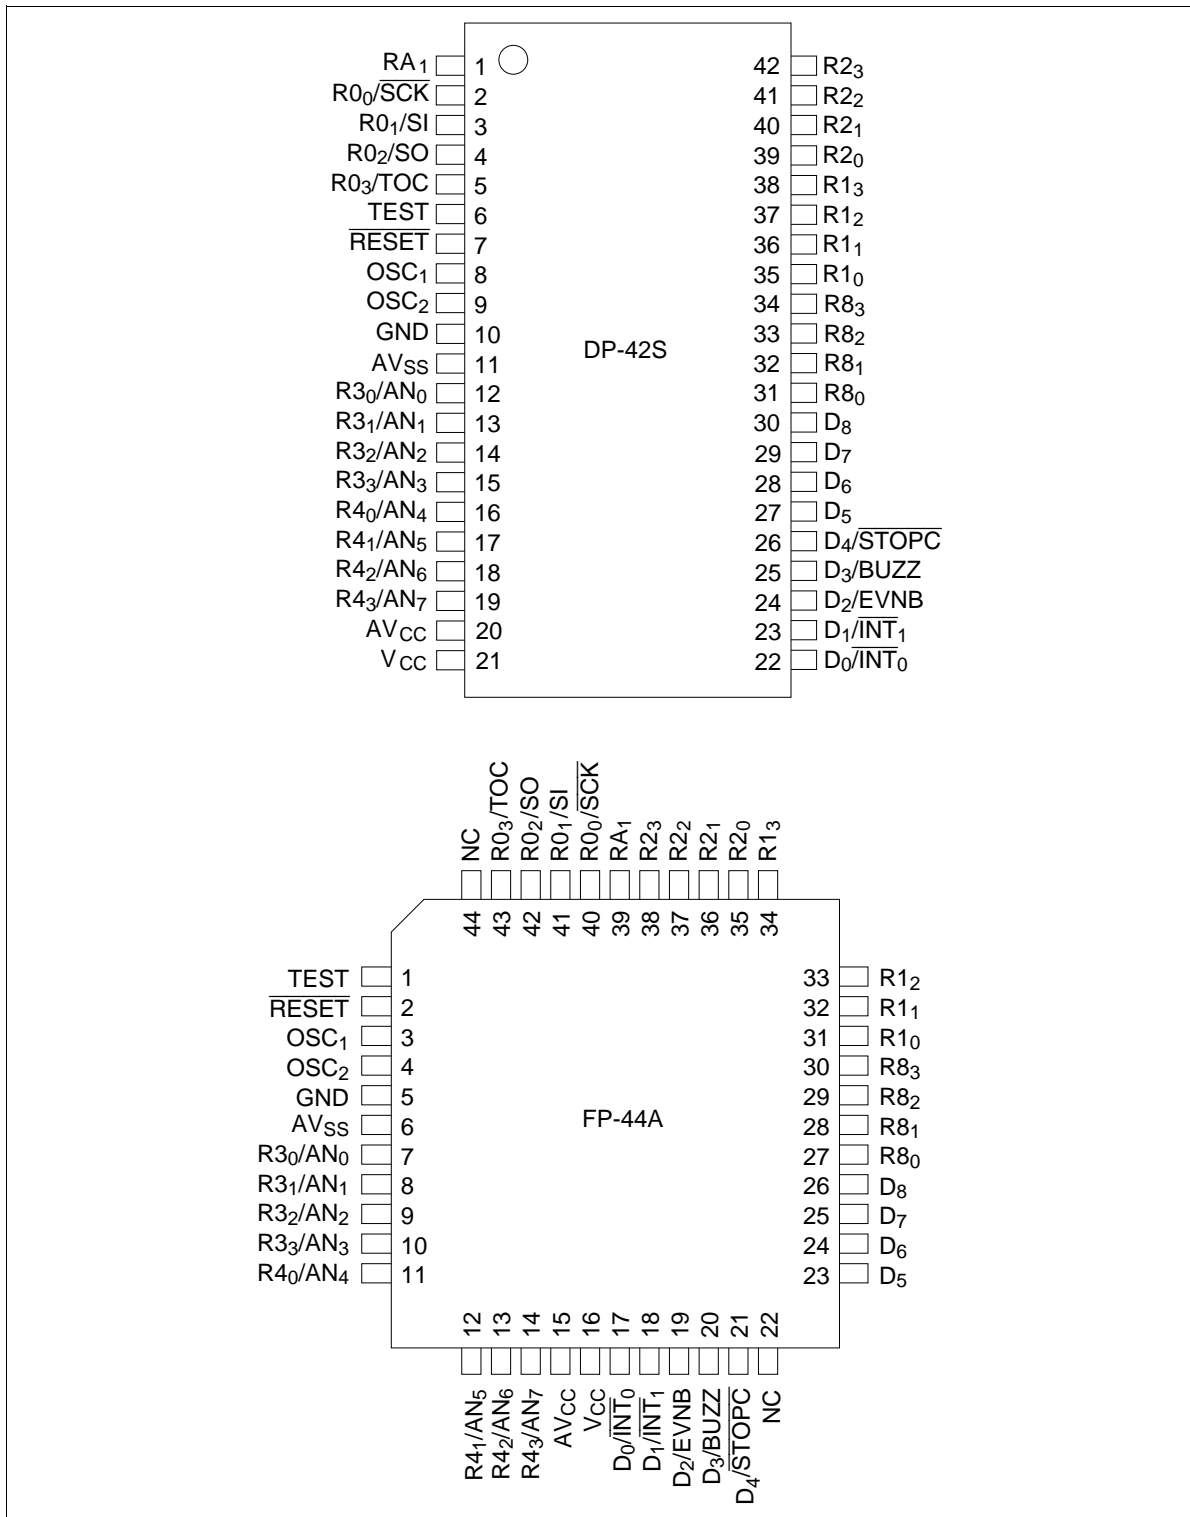 RA₁ 1 42 R2₃
R0₀/S̅C̅K̅ 2 41 R2₂
R0₁/SI 3 40 R2₁
R0₂/SO 4 39 R2₀
R0₃/TOC 5 38 R1₃
TEST 6 37 R1₂
R̅E̅S̅E̅T̅ 7 36 R1₁
OSC₁ 8 35 R1₀
OSC₂ 9 34 R8₃
GND 10 33 R8₂
DP-42S
AVSS 11 32 R8₁
R3₀/AN₀ 12 31 R8₀
R3₁/AN₁ 13 30 D₈
R3₂/AN₂ 14 29 D₇
R3₃/AN₃ 15 28 D₆
R4₀/AN₄ 16 27 D₅
R4₁/AN₅ 17 26 D₄/S̅T̅O̅P̅C̅
R4₂/AN₆ 18 25 D₃/BUZZ
R4₃/AN₇ 19 24 D₂/EVNB
AVCC 20 23 D₁/I̅N̅T̅₁
VCC 21 22 D₀/I̅N̅T̅₀
NC R0₃/TOC R0₂/SO R0₁/SI R0₀/S̅C̅K̅ RA₁ R2₃ R2₂ R2₁ R2₀ R1₃
44 43 42 41 40 39 38 37 36 35 34
TEST 1 33 R1₂
R̅E̅S̅E̅T̅ 2 32 R1₁
OSC₁ 3 31 R1₀
OSC₂ 4 30 R8₃
GND 5 29 R8₂
FP-44A
AVSS 6 28 R8₁
R3₀/AN₀ 7 27 R8₀
R3₁/AN₁ 8 26 D₈
R3₂/AN₂ 9 25 D₇
R3₃/AN₃ 10 24 D₆
R4₀/AN₄ 11 23 D₅
12 13 14 15 16 17 18 19 20 21 22
R4₁/AN₅ R4₂/AN₆ R4₃/AN₇ AVCC VCC D₀/I̅N̅T̅₀ D₁/I̅N̅T̅₁ D₂/EVNB D₃/BUZZ D₄/S̅T̅O̅P̅C̅ NC